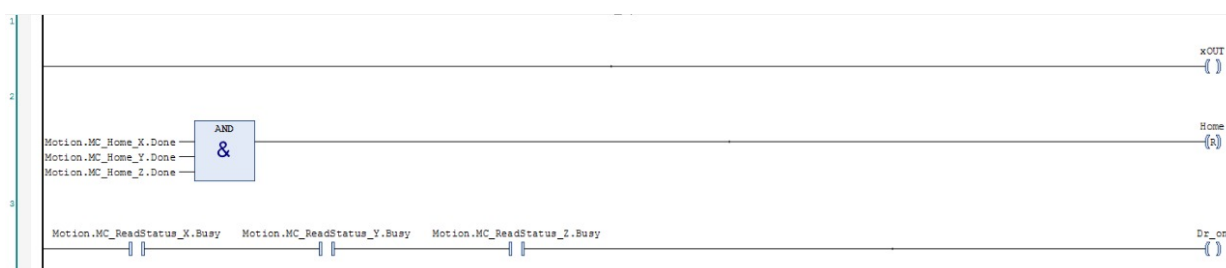 1
xOUT
2
AND
&
Home
R
Motion.MC_Home_X.Done
Motion.MC_Home_Y.Done
Motion.MC_Home_Z.Done
3
Motion.MC_ReadStatus_X.Busy Motion.MC_ReadStatus_Y.Busy Motion.MC_ReadStatus_Z.Busy Dr_on